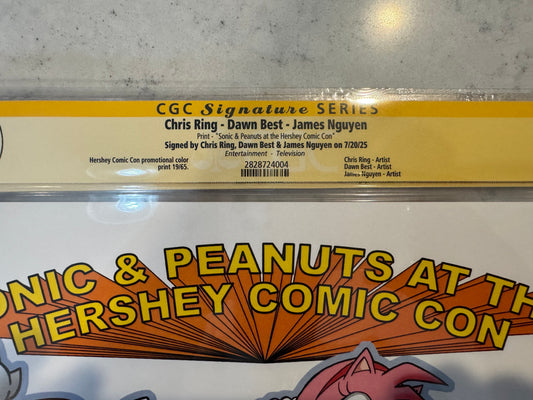 CGC Signature SERIES
Chris Ring - Dawn Best - James Nguyen
Print - "Sonic & Peanuts at the Hershey Comic Con"
Signed by Chris Ring, Dawn Best & James Nguyen on 7/20/25
Entertainment - Television
Hershey Comic Con promotional color
print 19/65.
2828724004
Chris Ring - Artist
Dawn Best - Artist
James Nguyen - Artist
ONIC & PEANUTS AT TH
HERSHEY COMIC CON